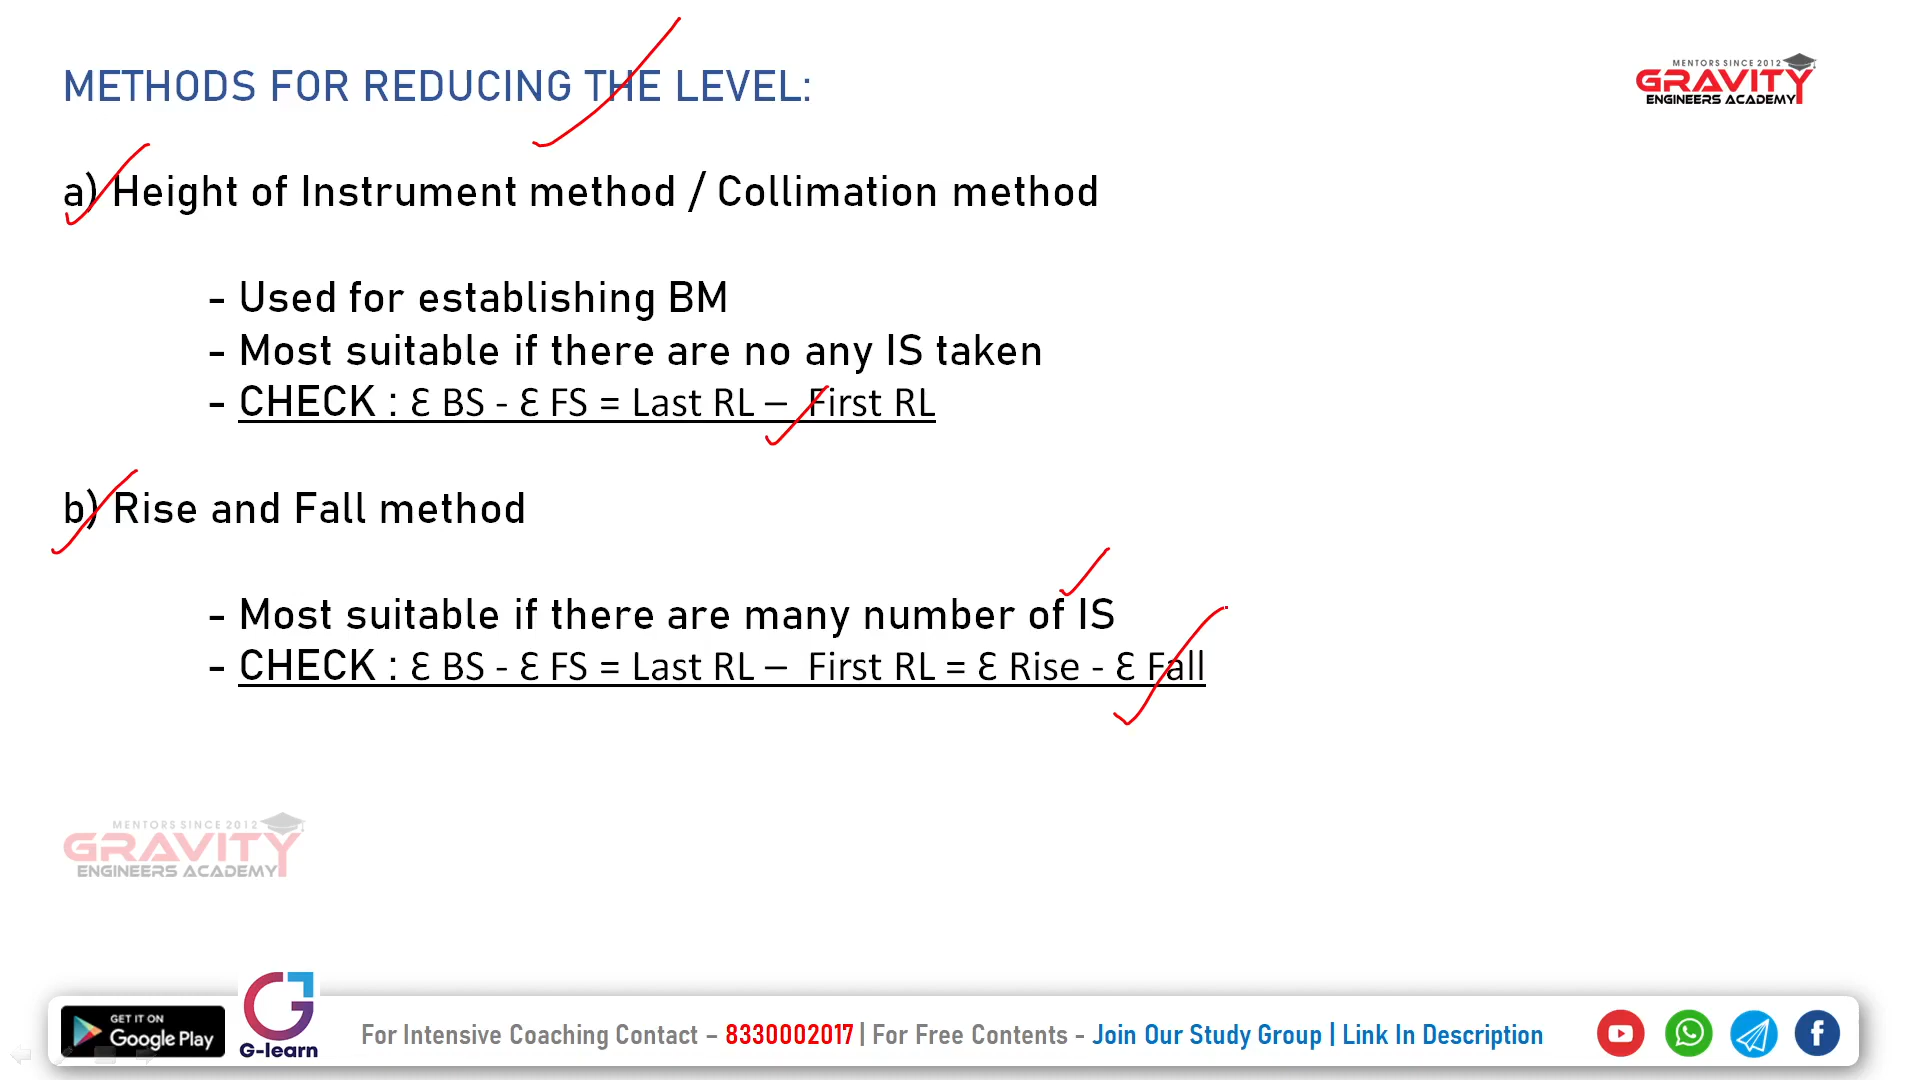 METHODS FOR REDUCING THE LEVEL:
MENTORS SINCE 2012
GRAVITY
ENGINEERS ACADEMY
a) Height of Instrument method / Collimation method
- Used for establishing BM
- Most suitable if there are no any IS taken
- CHECK : Ɛ BS - Ɛ FS = Last RL – First RL
b) Rise and Fall method
- Most suitable if there are many number of IS
- CHECK : Ɛ BS - Ɛ FS = Last RL – First RL = Ɛ Rise - Ɛ Fall
MENTORS SINCE 2012
GRAVITY
ENGINEERS ACADEMY
GET IT ON
Google Play
G-learn
For Intensive Coaching Contact – 8330002017 | For Free Contents - Join Our Study Group | Link In Description